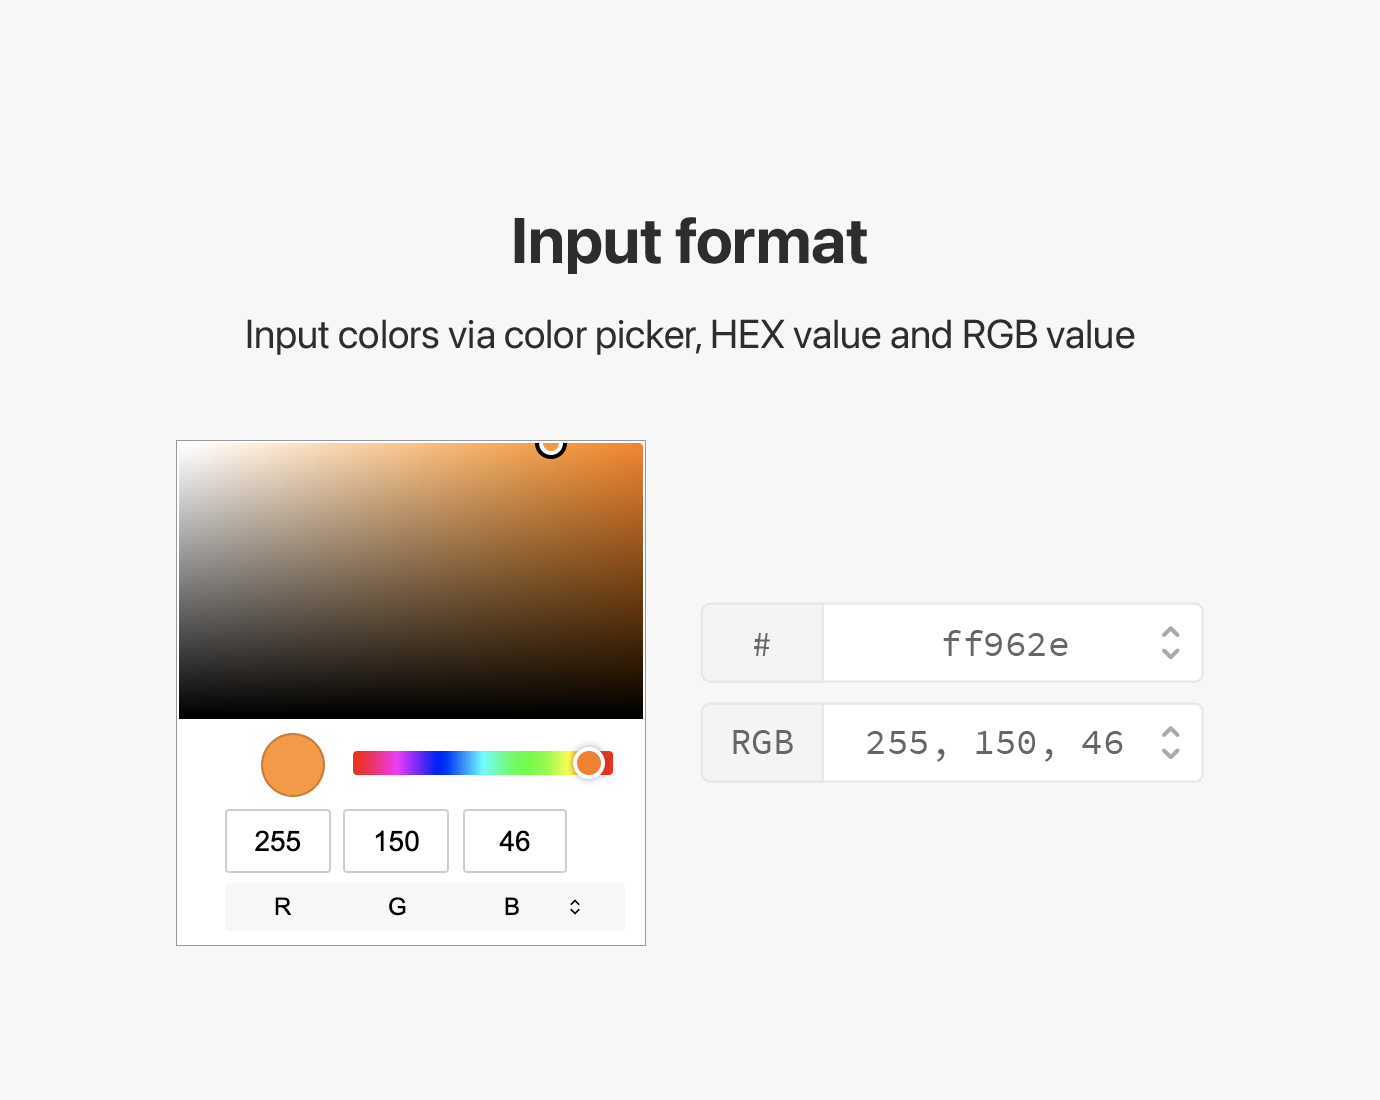 Input format
Input colors via color picker, HEX value and RGB value
255 150 46
R G B
# ff962e
RGB 255, 150, 46